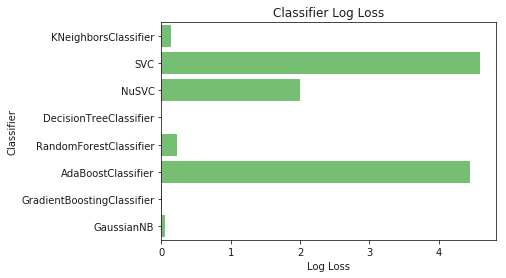 Classifier Log Loss
Classifier
KNeighborsClassifier
SVC
NuSVC
DecisionTreeClassifier
RandomForestClassifier
AdaBoostClassifier
GradientBoostingClassifier
GaussianNB
0 1 2 3 4
Log Loss